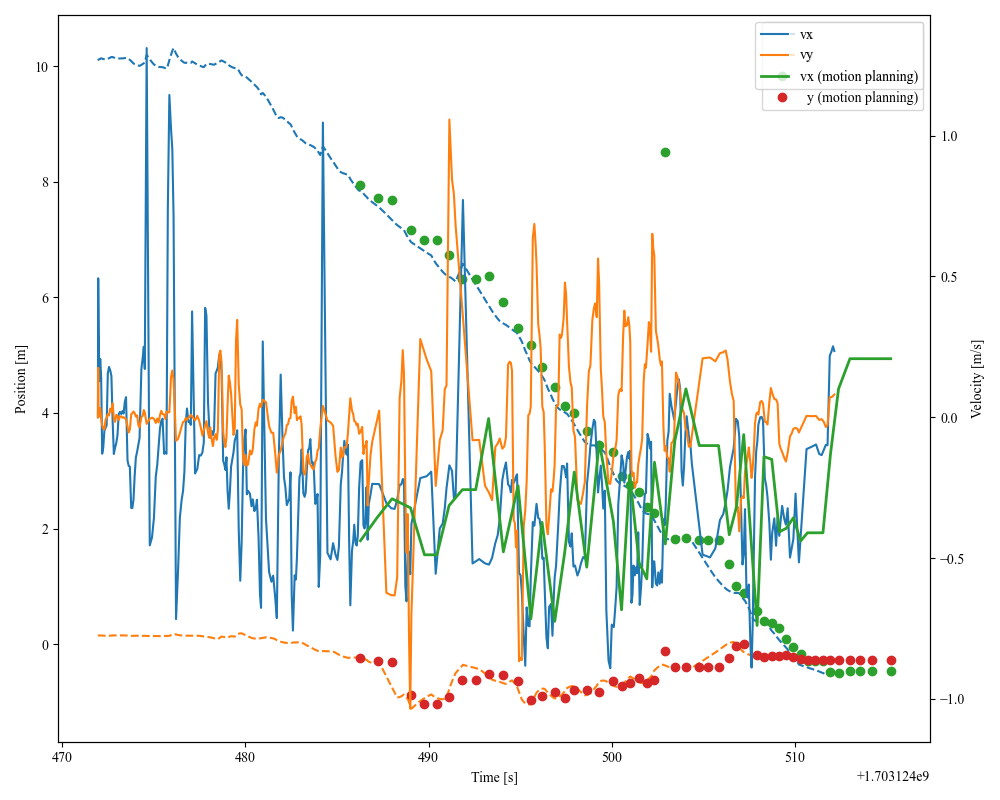 vx
vy
vx (motion planning)
y (motion planning)
10
8
6
4
2
0
Position [m]
1.0
0.5
0.0
−0.5
−1.0
Velocity [m/s]
470
480
490
500
510
Time [s]
+1.703124e9